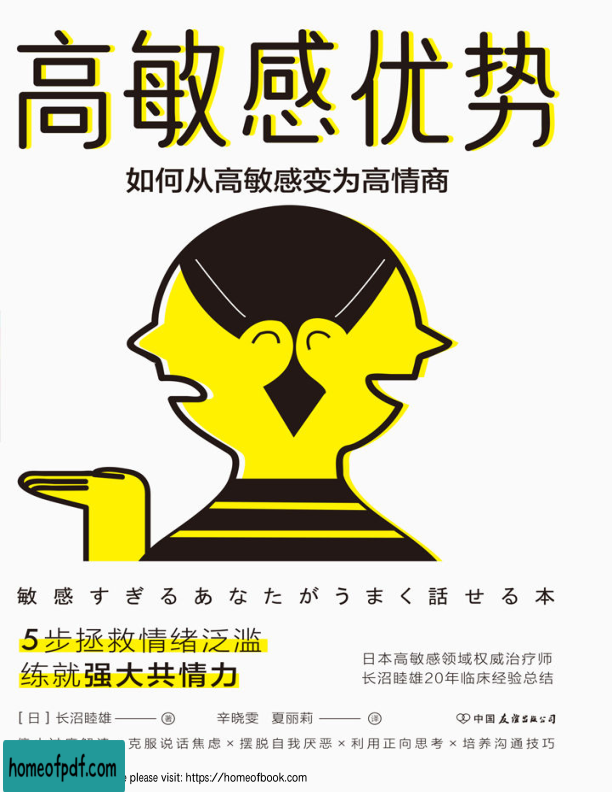 高敏感优势
如何从高敏感变为高情商
敏感すぎるあなたがうまく話せる本
5步拯救情绪泛滥
练就强大共情力
日本高敏感领域权威治疗师
长沼睦雄20年临床经验总结
[日] 长沼睦雄 —— 著 辛晓雯 夏丽莉 —— 译 中国友谊出版公司
克服说话焦虑 × 摆脱自我厌恶 × 利用正向思考 × 培养沟通技巧
homeofpdf.com
please visit: https://homeofbook.com